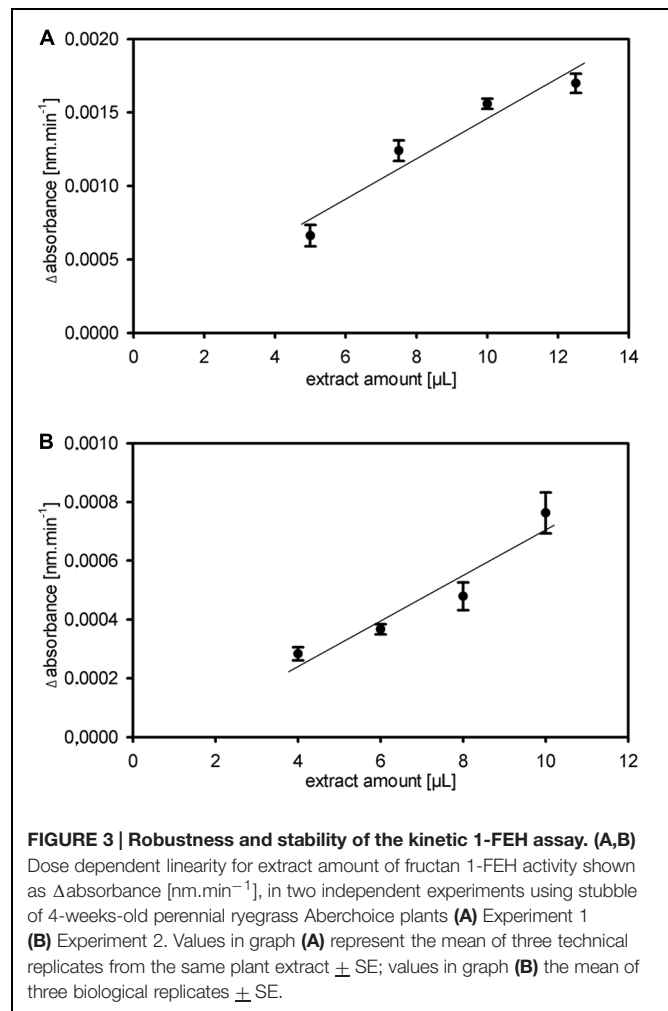 A
0.0020
0.0015
0.0010
0.0005
0.0000
Δ absorbance [nm.min-1]
0 2 4 6 8 10 12 14
extract amount [µL]
B
0.0010
0.0008
0.0006
0.0004
0.0002
0,0000
Δ absorbance [nm.min-1]
0 2 4 6 8 10 12
extract amount [µL]
FIGURE 3 | Robustness and stability of the kinetic 1-FEH assay. (A,B)
Dose dependent linearity for extract amount of fructan 1-FEH activity shown
as Δabsorbance [nm.min−1], in two independent experiments using stubble
of 4-weeks-old perennial ryegrass Aberchoice plants (A) Experiment 1
(B) Experiment 2. Values in graph (A) represent the mean of three technical
replicates from the same plant extract ± SE; values in graph (B) the mean of
three biological replicates ± SE.